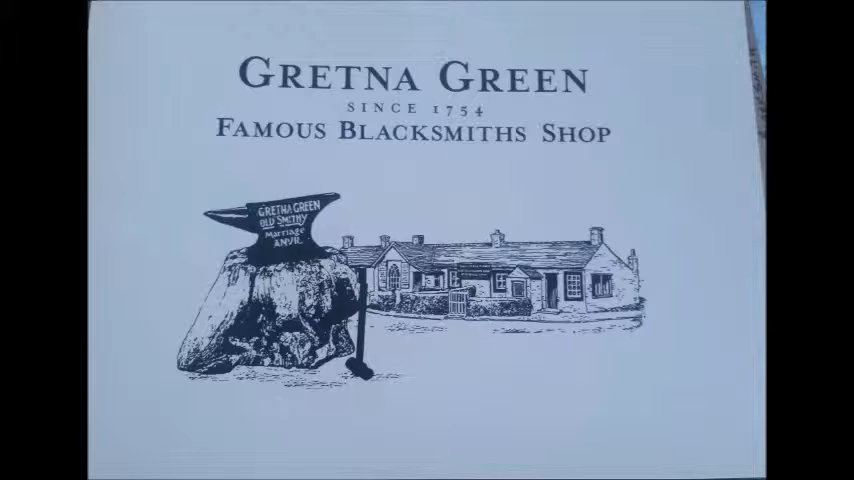 GRETNA GREEN
SINCE 1754
FAMOUS BLACKSMITHS SHOP
GRETNA GREEN
OLD SMITHY
Marriage
ANVIL